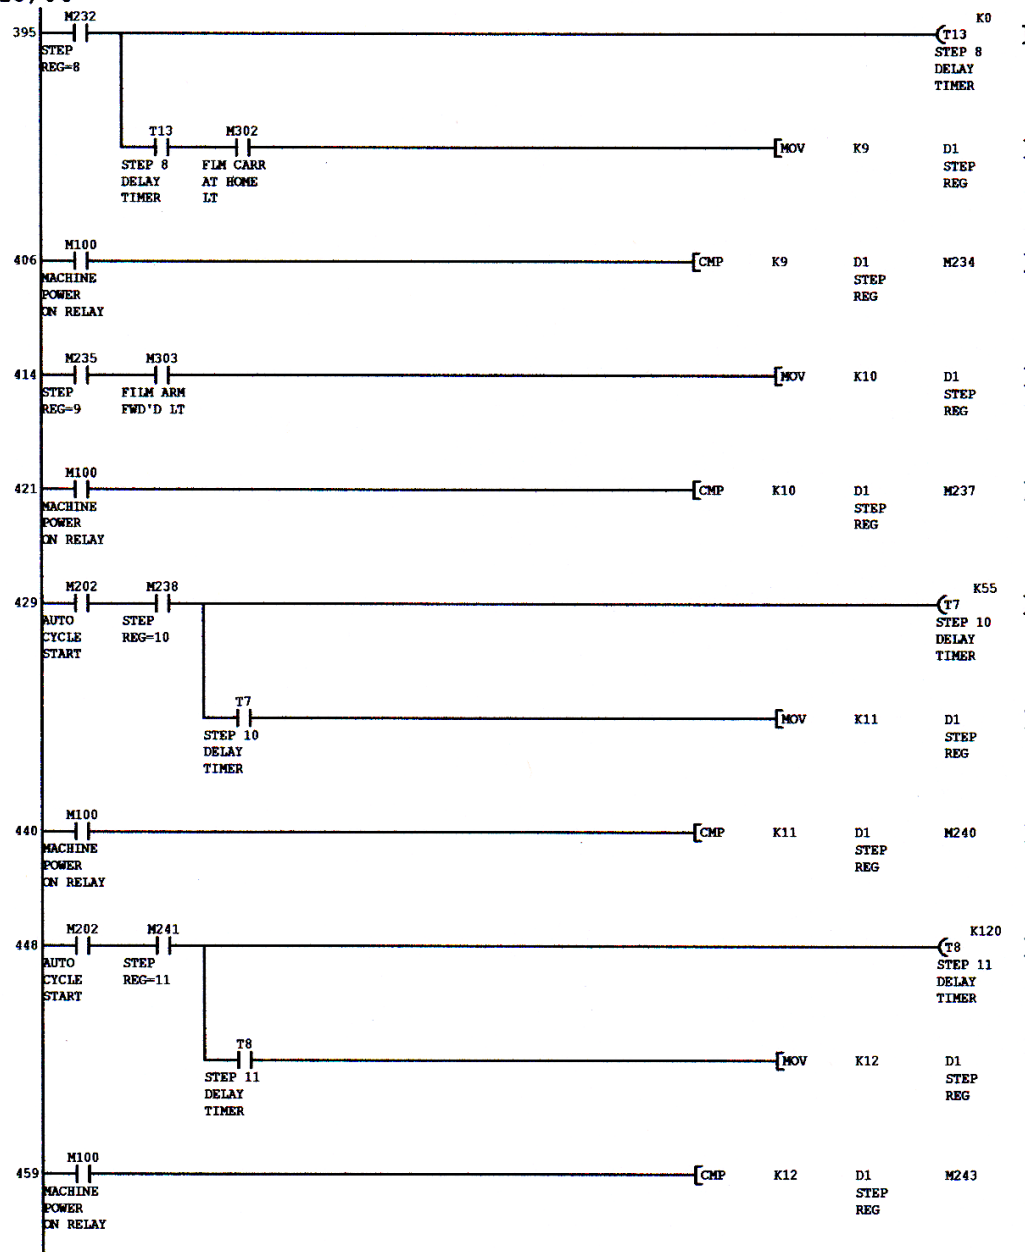 M232 K0
395 T13
STEP STEP 8
REG=8 DELAY
TIMER
T13 M302
MOV K9 D1
STEP 8 FLM CARR STEP
DELAY AT HOME REG
TIMER LT
M100
406 CMP K9 D1 M234
MACHINE STEP
POWER REG
ON RELAY
M235 M303
414 MOV K10 D1
STEP FILM ARM STEP
REG=9 FWD'D LT REG
M100
421 CMP K10 D1 M237
MACHINE STEP
POWER REG
ON RELAY
M202 M238 K55
429 T7
AUTO STEP STEP 10
CYCLE REG=10 DELAY
START TIMER
T7
MOV K11 D1
STEP 10 STEP
DELAY REG
TIMER
M100
440 CMP K11 D1 M240
MACHINE STEP
POWER REG
ON RELAY
M202 M241 K120
448 T8
AUTO STEP STEP 11
CYCLE REG=11 DELAY
START TIMER
T8
MOV K12 D1
STEP 11 STEP
DELAY REG
TIMER
M100
459 CMP K12 D1 M243
MACHINE STEP
POWER REG
ON RELAY